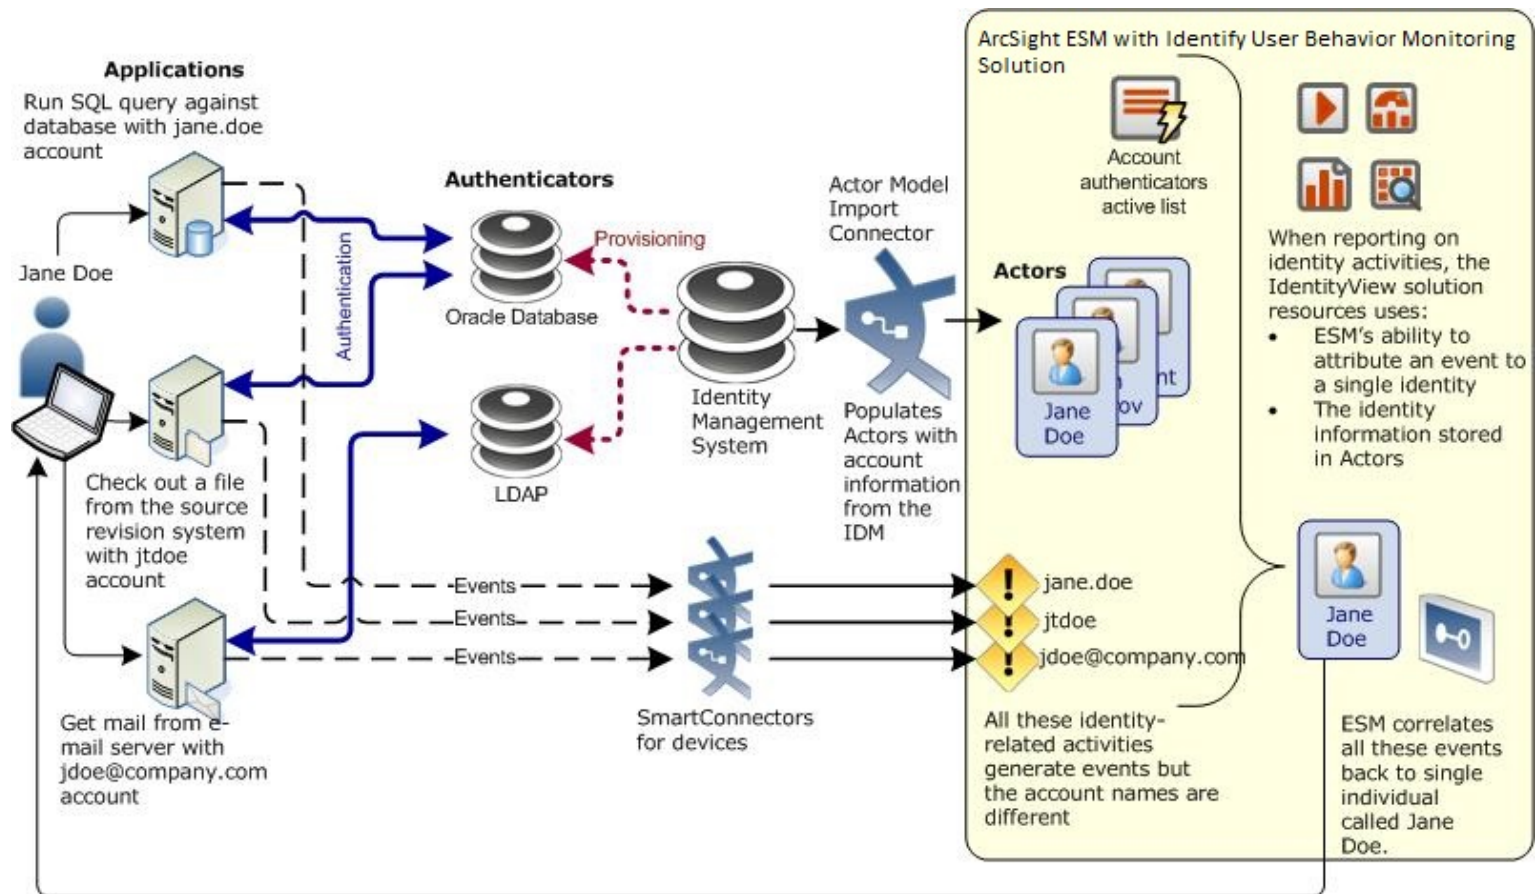 Applications
Run SQL query against
database with jane.doe
account
Jane Doe
Check out a file
from the source
revision system
with jtdoe
account
Get mail from e-
mail server with
jdoe@company.com
account
Authentication
Authenticators
Oracle Database
LDAP
Provisioning
Identity
Management
System
Actor Model
Import
Connector
Populates
Actors with
account
information
from the
IDM
Events
Events
Events
SmartConnectors
for devices
ArcSight ESM with Identify User Behavior Monitoring
Solution
Account
authenticators
active list
Actors
Jane
Doe
ov
nt
jane.doe
jtdoe
jdoe@company.com
All these identity-
related activities
generate events but
the account names are
different
When reporting on
identity activities, the
IdentityView solution
resources uses:
• ESM's ability to
attribute an event to
a single identity
• The identity
information stored
in Actors
Jane
Doe
ESM correlates
all these events
back to single
individual
called Jane
Doe.